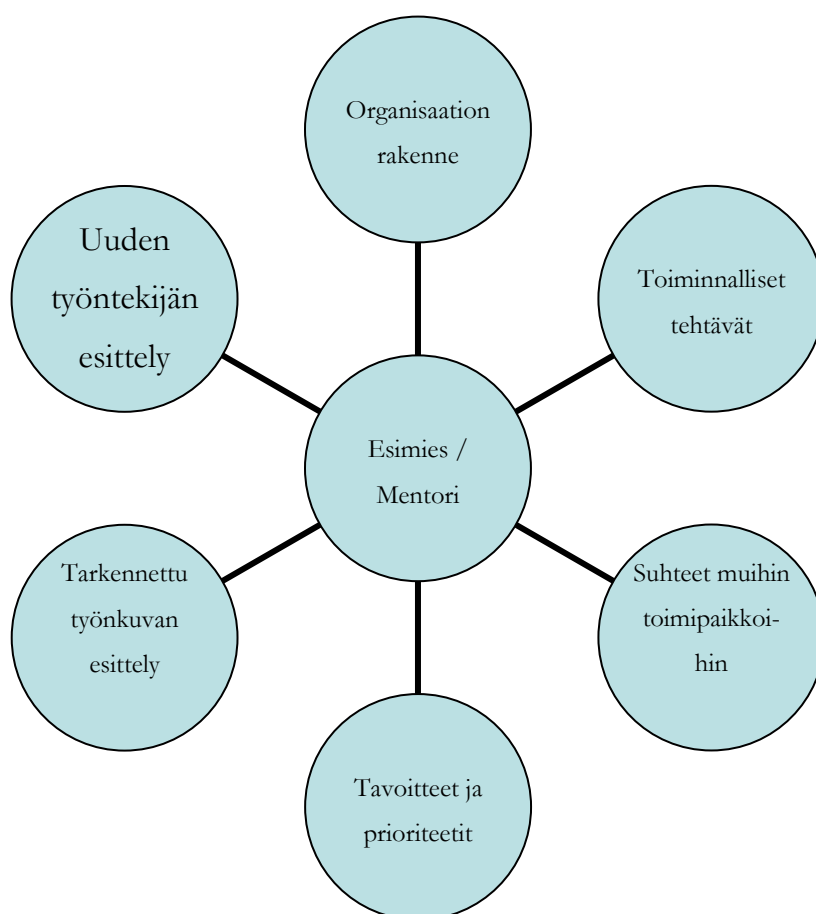 Organisaation
rakenne
Uuden
työntekijän
esittely
Toiminnalliset
tehtävät
Esimies /
Mentori
Tarkennettu
työnkuvan
esittely
Suhteet muihin
toimipaikkoi-
hin
Tavoitteet ja
prioriteetit